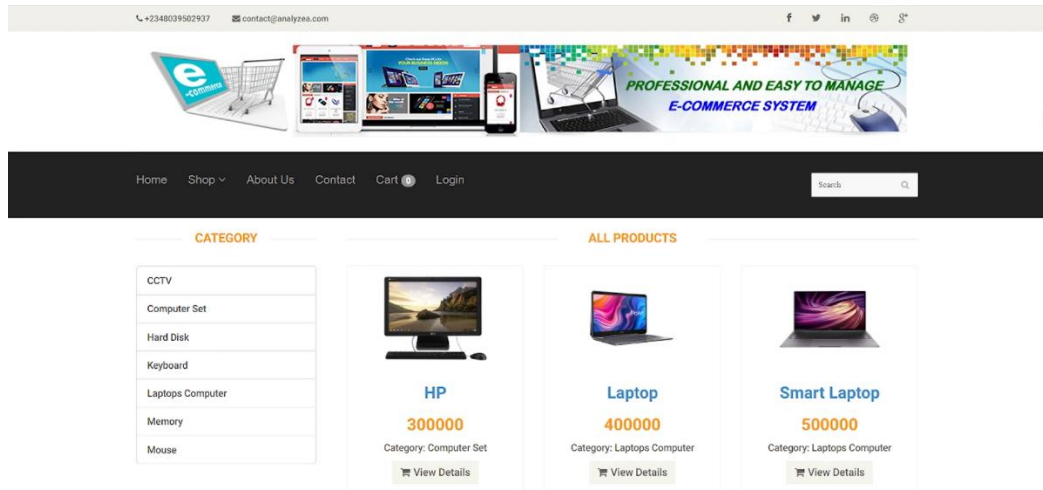 +2348039502937 contact@analyzea.com
e
-commerce
PROFESSIONAL AND EASY TO MANAGE
E-COMMERCE SYSTEM
Home Shop About Us Contact Cart 0 Login
Search
CATEGORY
CCTV
Computer Set
Hard Disk
Keyboard
Laptops Computer
Memory
Mouse
ALL PRODUCTS
HP
300000
Category: Computer Set
View Details
Laptop
400000
Category: Laptops Computer
View Details
Smart Laptop
500000
Category: Laptops Computer
View Details